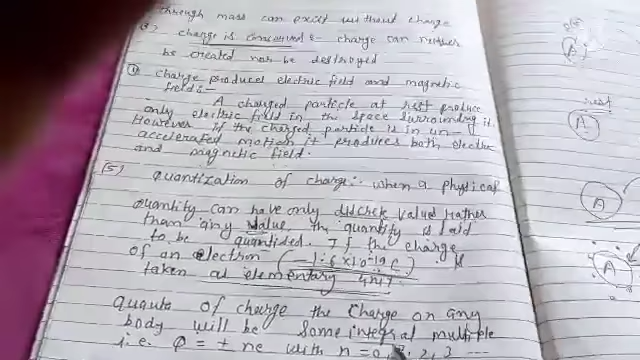 through mass can exist without charge
3) charge is conserved :- charge can neither
be created nor be destroyed
(4) charge produces electric field and magnetic
field :-
A charged particle at rest produce
only electric field in the space surrounding it.
However if the charged particle is in un-
accelerated motion it produces both electric
and magnetic field.
(5) quantization of charge :- when a physical
quantity can have only discrete value rather
than any value, the quantity is said
to be quantised. If the charge
of an electron (-1.6×10⁻¹⁹ C) is
taken as elementary unit
quanta of charge the charge on any
body will be some integral multiple
i.e. Q = ± ne with n = 0, 1, 2, 3 ----
rest
A
A
A